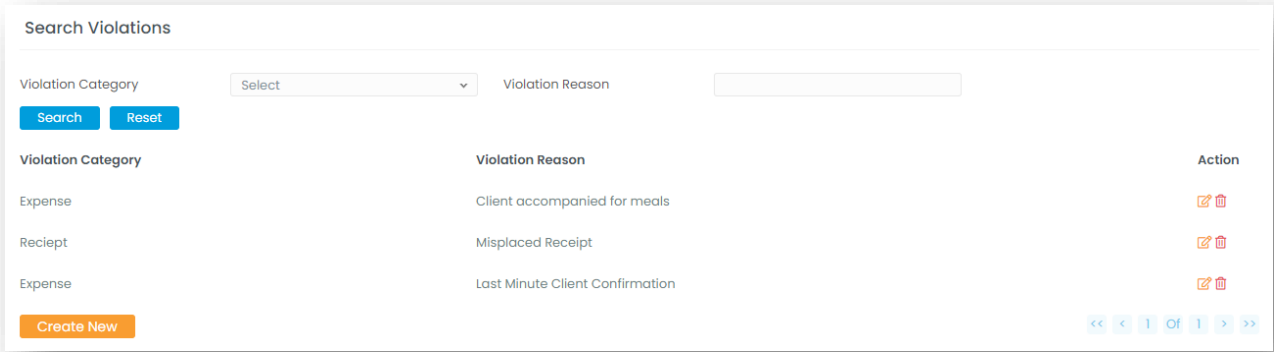 Search Violations
Violation Category Select Violation Reason
Search Reset
Violation Category Violation Reason Action
Expense Client accompanied for meals
Reciept Misplaced Receipt
Expense Last Minute Client Confirmation
Create New << < 1 Of 1 > >>